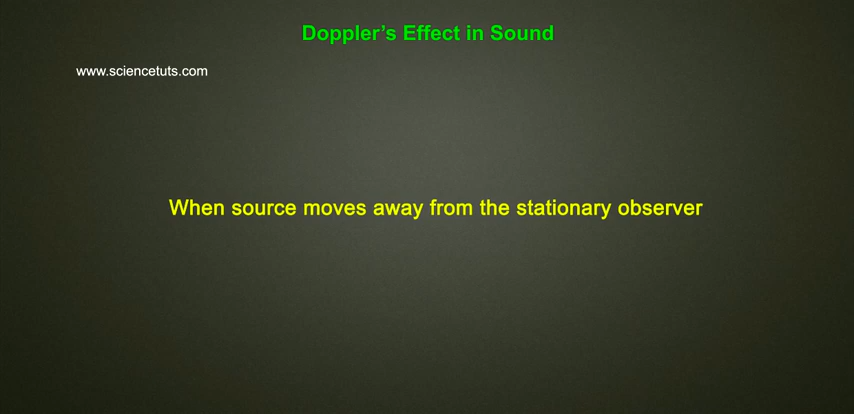 Doppler’s Effect in Sound
www.sciencetuts.com
When source moves away from the stationary observer